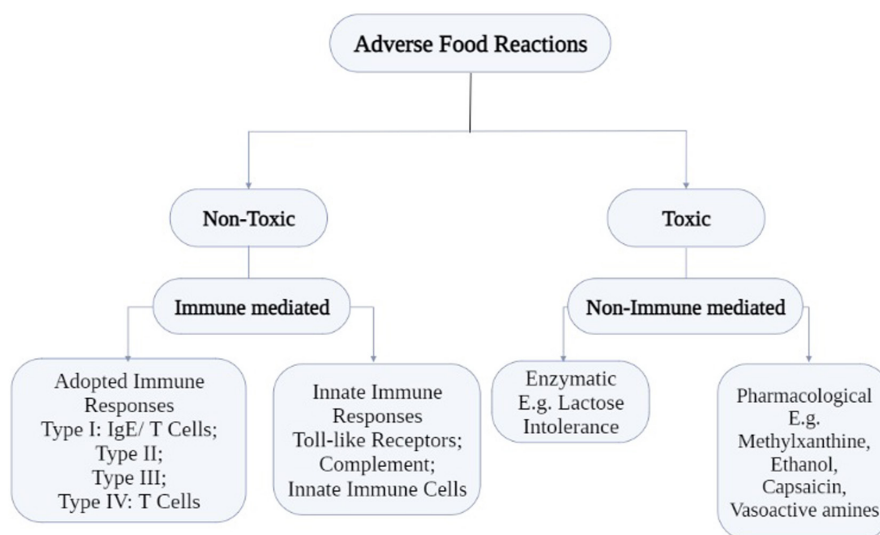 Adverse Food Reactions
Non-Toxic
Toxic
Immune mediated
Non-Immune mediated
Adopted Immune
Responses
Type I: IgE/ T Cells;
Type II;
Type III;
Type IV: T Cells
Innate Immune
Responses
Toll-like Receptors;
Complement;
Innate Immune Cells
Enzymatic
E.g. Lactose
Intolerance
Pharmacological
E.g.
Methylxanthine,
Ethanol,
Capsaicin,
Vasoactive amines